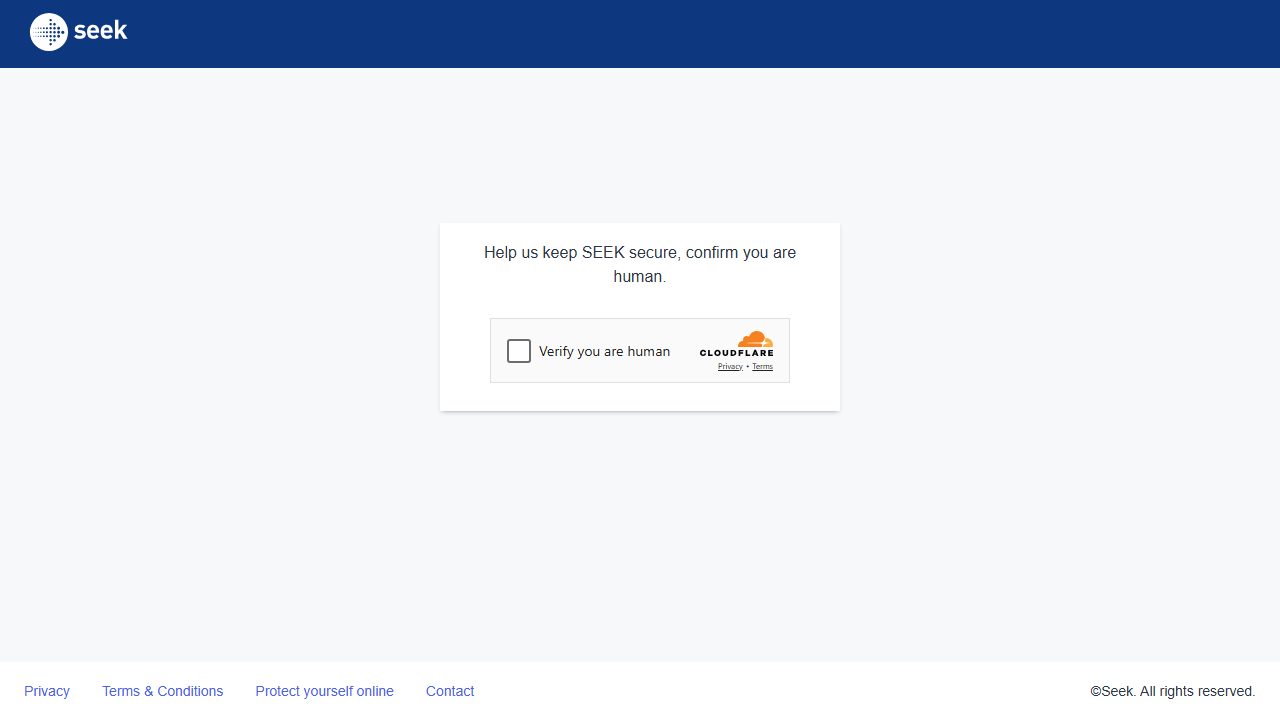 seek
Help us keep SEEK secure, confirm you are
human.
Verify you are human
CLOUDFLARE
Privacy • Terms
Privacy
Terms & Conditions
Protect yourself online
Contact
©Seek. All rights reserved.